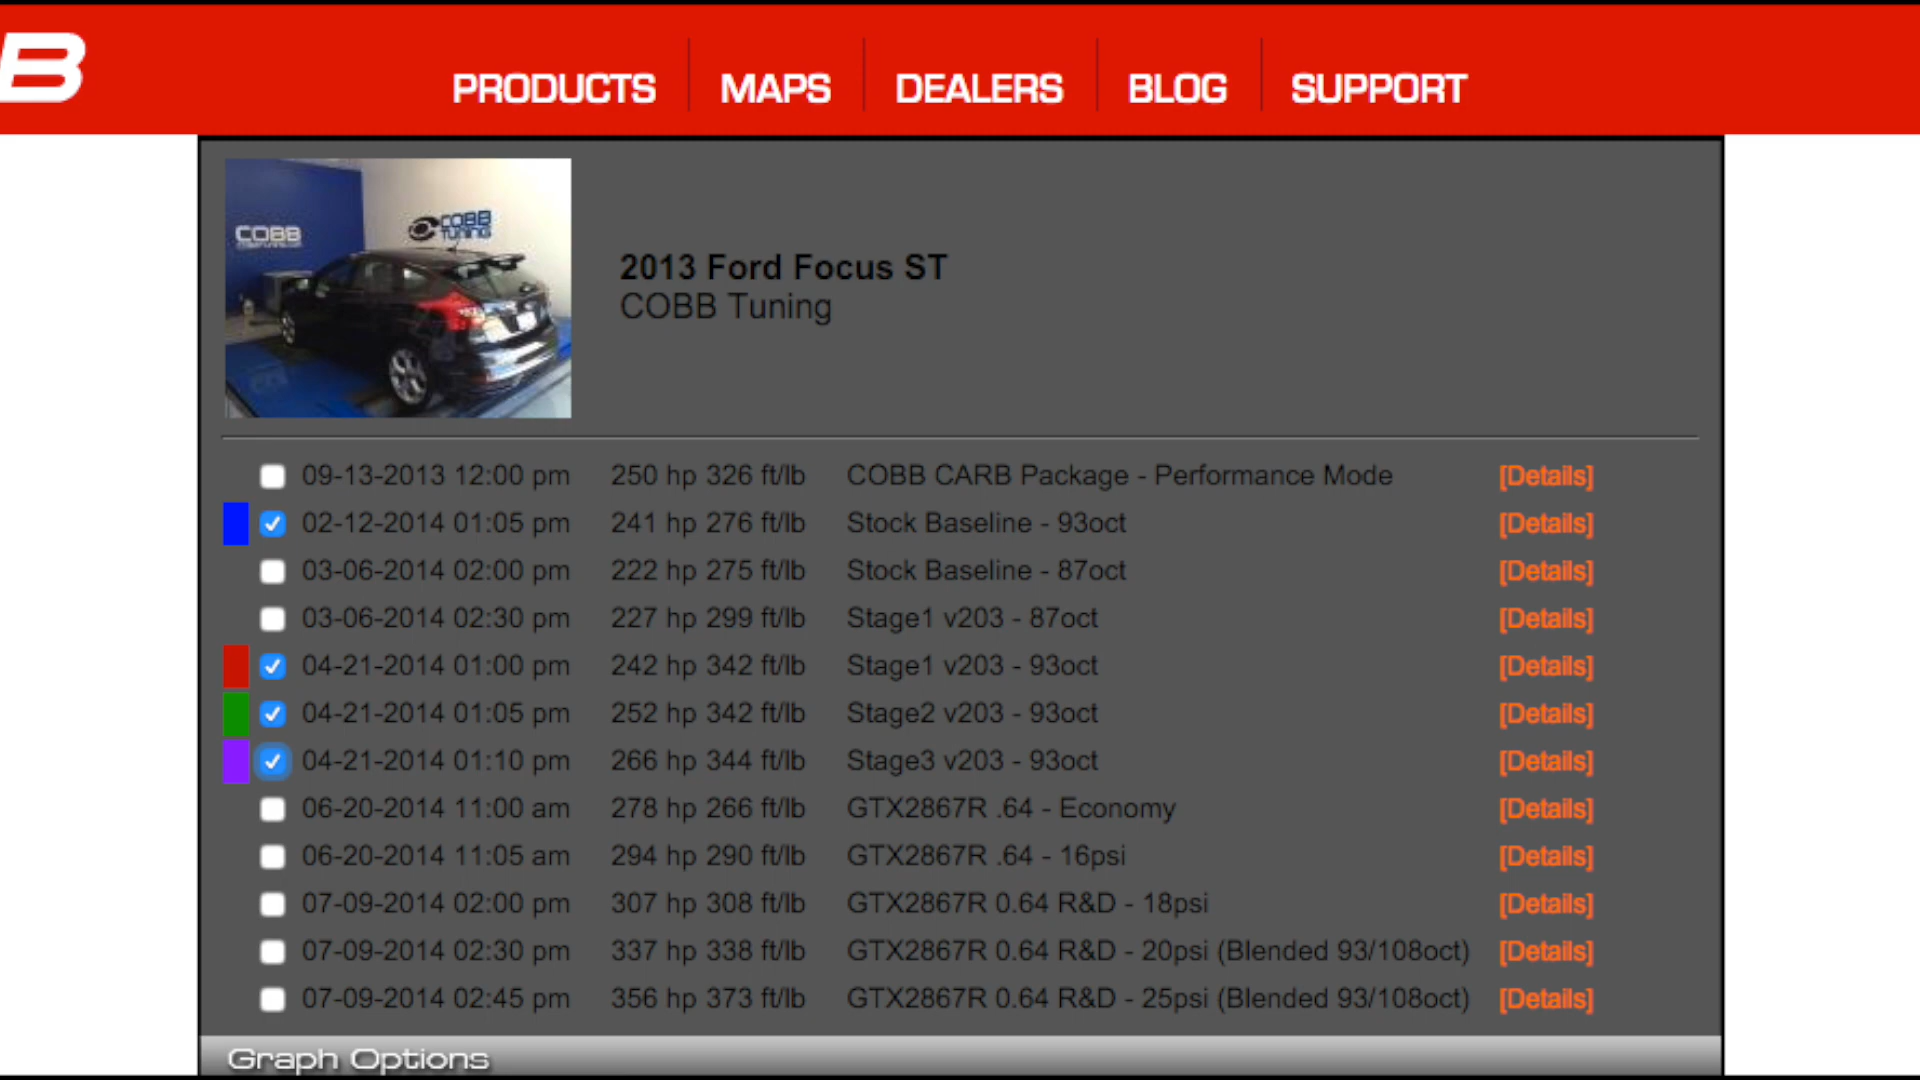 B
PRODUCTS MAPS DEALERS BLOG SUPPORT
COBB
COBB
TUNING
2013 Ford Focus ST
COBB Tuning
09-13-2013 12:00 pm 250 hp 326 ft/lb COBB CARB Package - Performance Mode [Details]
02-12-2014 01:05 pm 241 hp 276 ft/lb Stock Baseline - 93oct [Details]
03-06-2014 02:00 pm 222 hp 275 ft/lb Stock Baseline - 87oct [Details]
03-06-2014 02:30 pm 227 hp 299 ft/lb Stage1 v203 - 87oct [Details]
04-21-2014 01:00 pm 242 hp 342 ft/lb Stage1 v203 - 93oct [Details]
04-21-2014 01:05 pm 252 hp 342 ft/lb Stage2 v203 - 93oct [Details]
04-21-2014 01:10 pm 266 hp 344 ft/lb Stage3 v203 - 93oct [Details]
06-20-2014 11:00 am 278 hp 266 ft/lb GTX2867R .64 - Economy [Details]
06-20-2014 11:05 am 294 hp 290 ft/lb GTX2867R .64 - 16psi [Details]
07-09-2014 02:00 pm 307 hp 308 ft/lb GTX2867R 0.64 R&D - 18psi [Details]
07-09-2014 02:30 pm 337 hp 338 ft/lb GTX2867R 0.64 R&D - 20psi (Blended 93/108oct) [Details]
07-09-2014 02:45 pm 356 hp 373 ft/lb GTX2867R 0.64 R&D - 25psi (Blended 93/108oct) [Details]
Graph Options